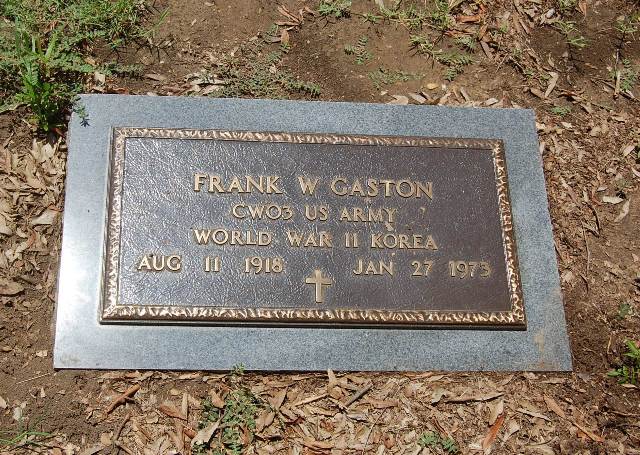 FRANK W GASTON
CWO3 US ARMY
WORLD WAR II KOREA
AUG 11 1918 JAN 27 1973